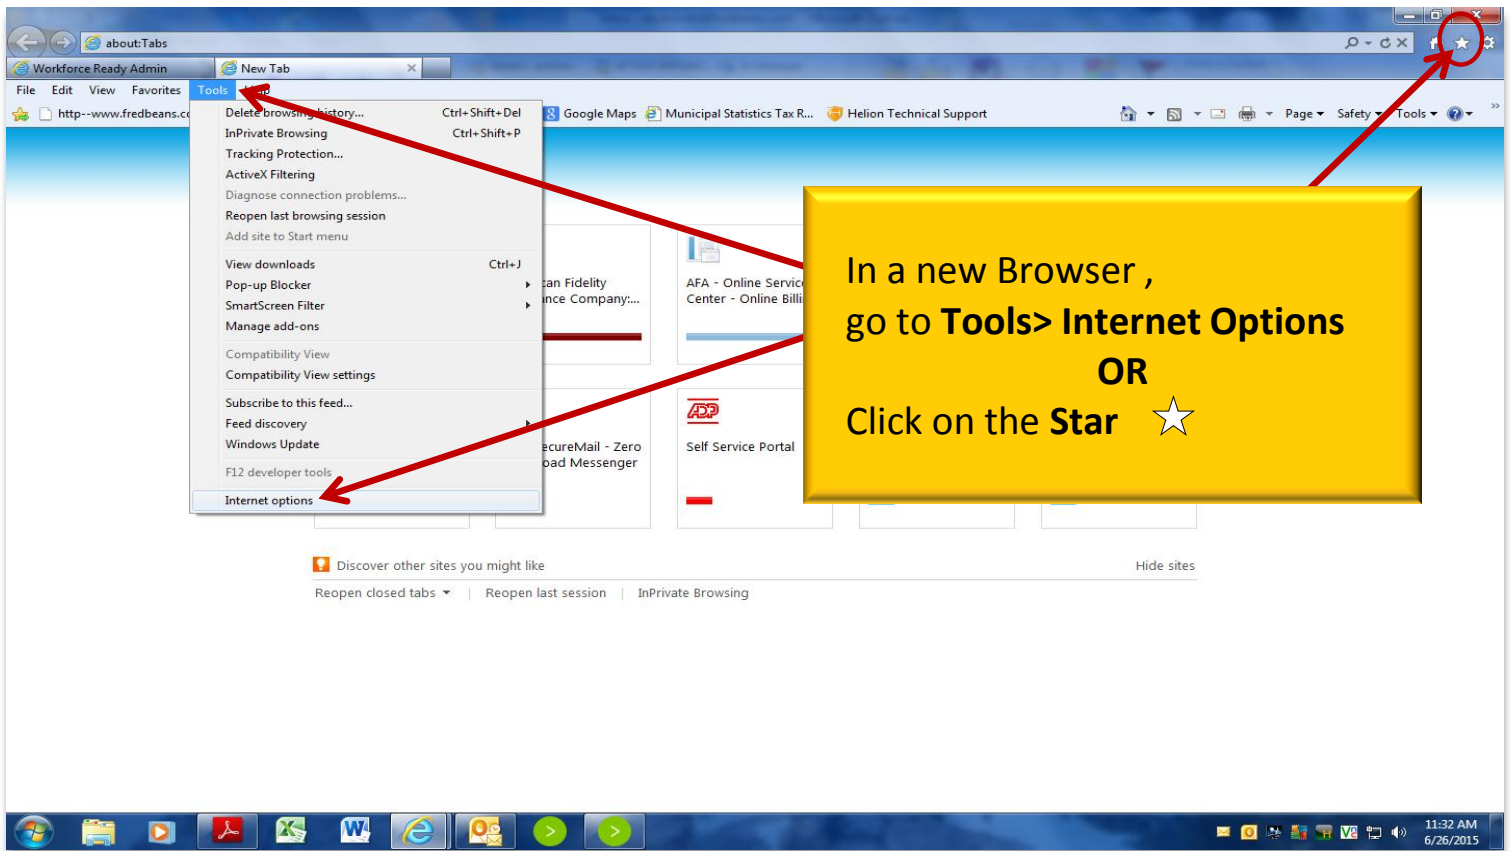 about:Tabs
Workforce Ready Admin
New Tab
File Edit View Favorites Tools
http--www.fredbeans.co
Google Maps
Municipal Statistics Tax R...
Helion Technical Support
Page
Safety
Tools
Delete browsing history... Ctrl+Shift+Del
InPrivate Browsing Ctrl+Shift+P
Tracking Protection...
ActiveX Filtering
Diagnose connection problems...
Reopen last browsing session
Add site to Start menu
View downloads Ctrl+J
Pop-up Blocker
SmartScreen Filter
Manage add-ons
Compatibility View
Compatibility View settings
Subscribe to this feed...
Feed discovery
Windows Update
F12 developer tools
Internet options
can Fidelity
ance Company:...
AFA - Online Servic
Center - Online Billi
ecureMail - Zero
oad Messenger
ADP
Self Service Portal
In a new Browser ,
go to Tools> Internet Options
OR
Click on the Star
Discover other sites you might like
Hide sites
Reopen closed tabs | Reopen last session | InPrivate Browsing
11:32 AM
6/26/2015